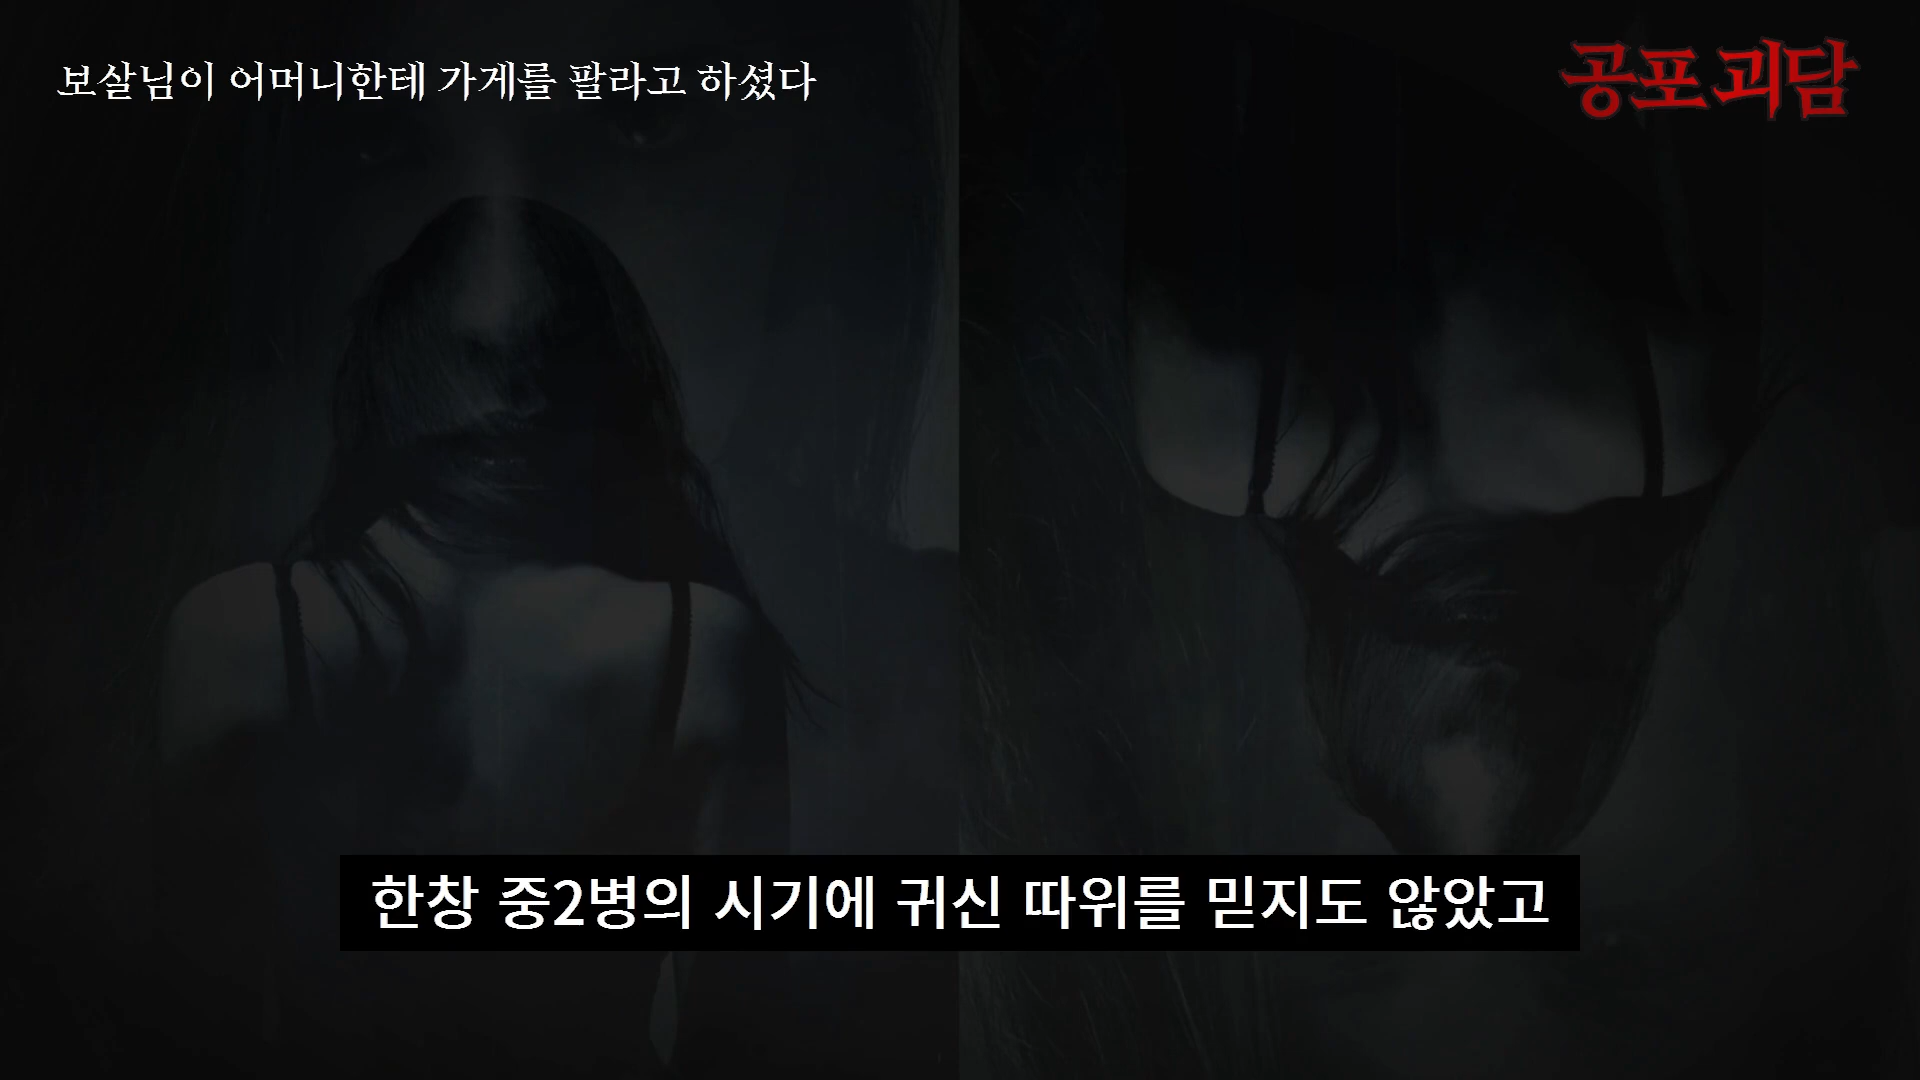 보살님이 어머니한테 가게를 팔라고 하셨다
공포괴담
한창 중2병의 시기에 귀신 따위를 믿지도 않았고